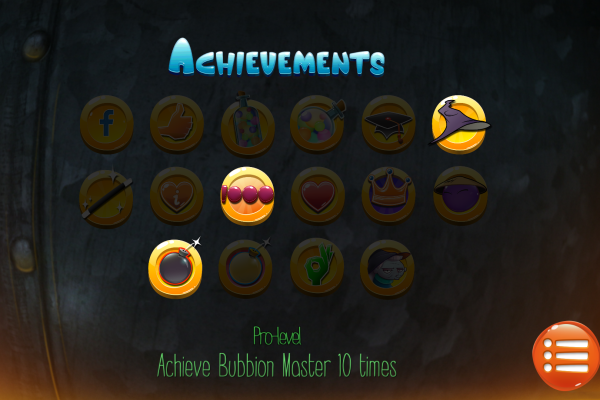 ACHIEVEMENTS
f
i
Pro-level
Achieve Bubbion Master 10 times